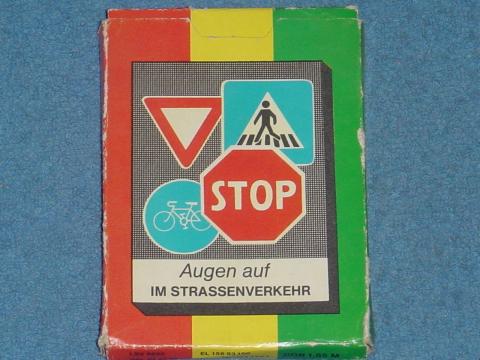 STOP
Augen auf
IM STRASSENVERKEHR